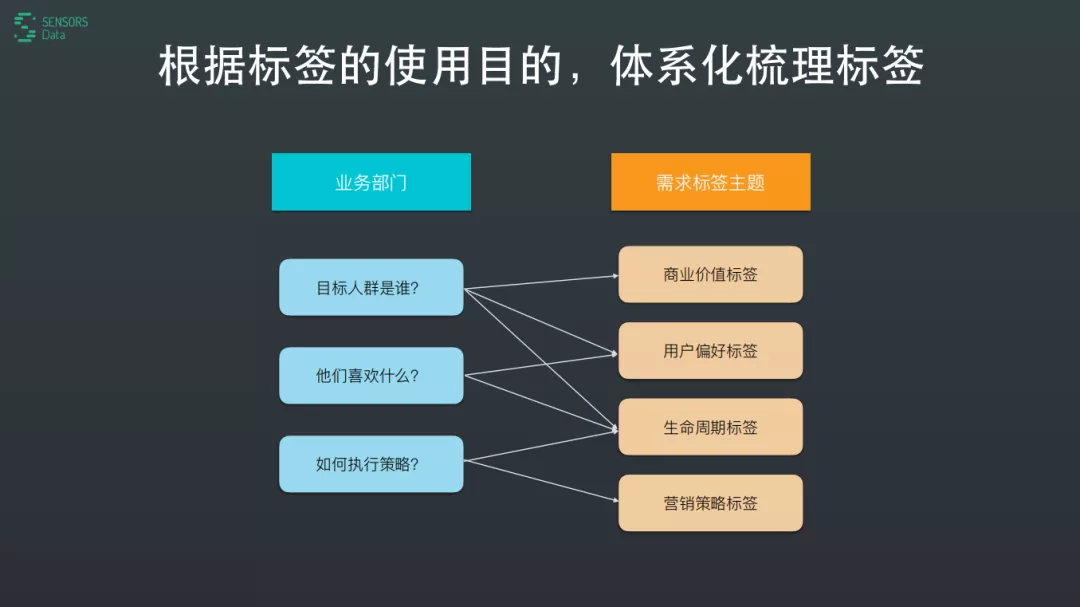 SENSORS
Data
根据标签的使用目的，体系化梳理标签
业务部门
需求标签主题
目标人群是谁？
他们喜欢什么？
如何执行策略？
商业价值标签
用户偏好标签
生命周期标签
营销策略标签